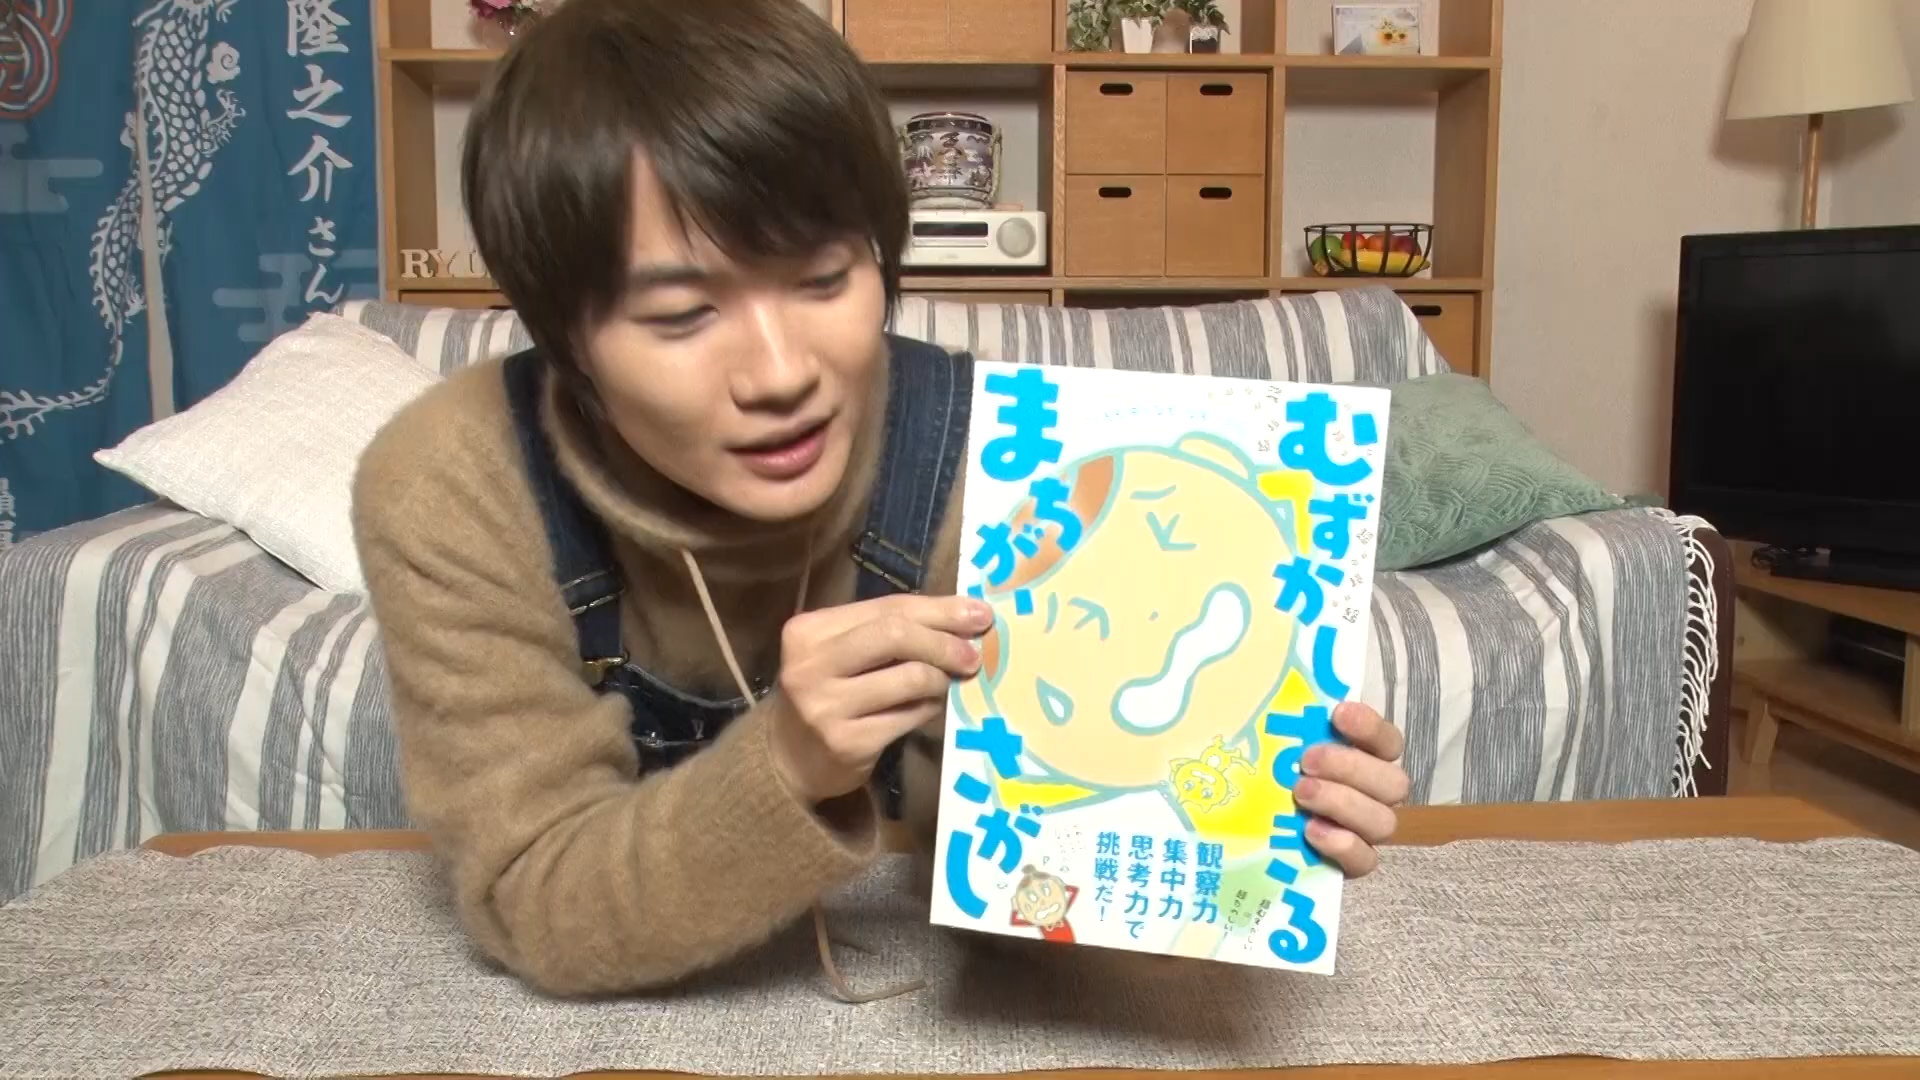 隆之介さん
RYU
むずかしすぎる
まちがいさがし
観察力
集中力
思考力で
挑戦だ!